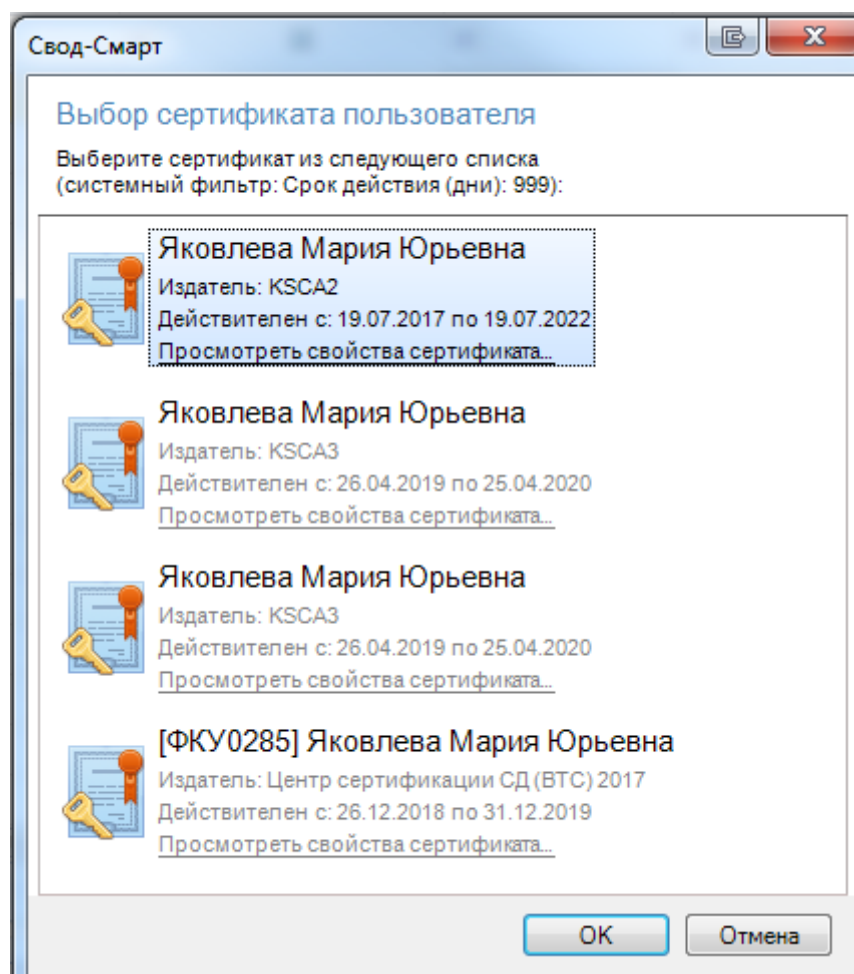 Свод-Смарт
Выбор сертификата пользователя
Выберите сертификат из следующего списка
(системный фильтр: Срок действия (дни): 999):
Яковлева Мария Юрьевна
Издатель: KSCA2
Действителен с: 19.07.2017 по 19.07.2022
Просмотреть свойства сертификата...
Яковлева Мария Юрьевна
Издатель: KSCA3
Действителен с: 26.04.2019 по 25.04.2020
Просмотреть свойства сертификата...
Яковлева Мария Юрьевна
Издатель: KSCA3
Действителен с: 26.04.2019 по 25.04.2020
Просмотреть свойства сертификата...
[ФКУ0285] Яковлева Мария Юрьевна
Издатель: Центр сертификации СД (ВТС) 2017
Действителен с: 26.12.2018 по 31.12.2019
Просмотреть свойства сертификата...
OK
Отмена